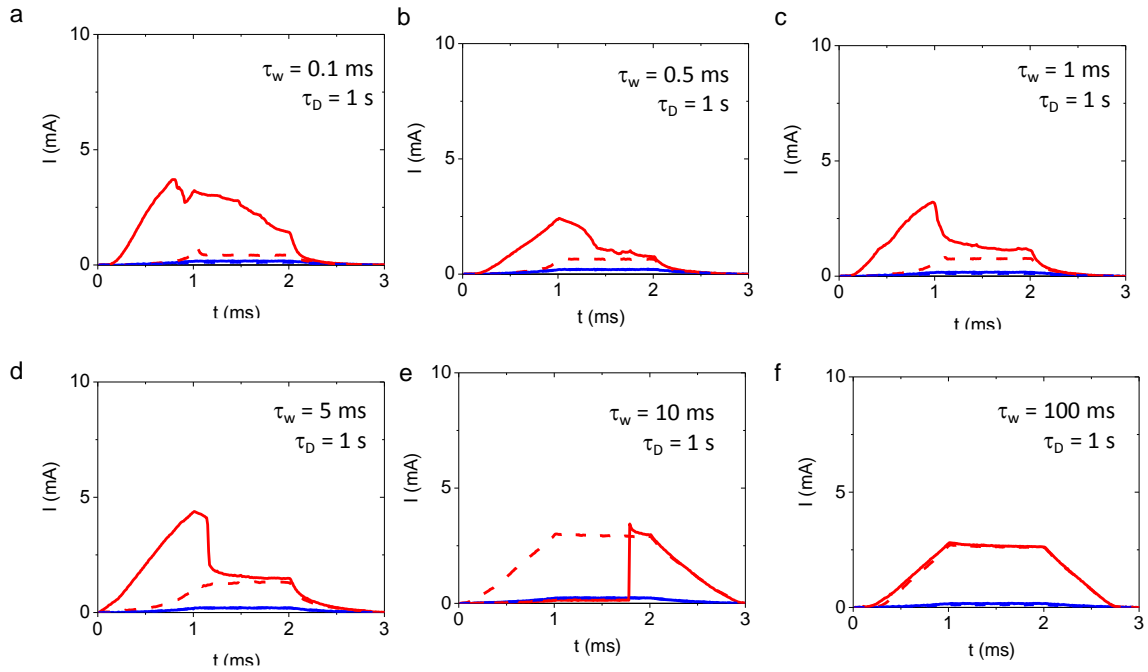 a
10
5
0
I (mA)
τw = 0.1 ms
τD = 1 s
0 1 2 3
t (ms)
b
10
5
0
I (mA)
τw = 0.5 ms
τD = 1 s
0 1 2 3
t (ms)
c
10
5
0
I (mA)
τw = 1 ms
τD = 1 s
0 1 2 3
t (ms)
d
10
5
0
I (mA)
τw = 5 ms
τD = 1 s
0 1 2 3
t (ms)
e
10
5
0
I (mA)
τw = 10 ms
τD = 1 s
0 1 2 3
t (ms)
f
10
5
0
I (mA)
τw = 100 ms
τD = 1 s
0 1 2 3
t (ms)